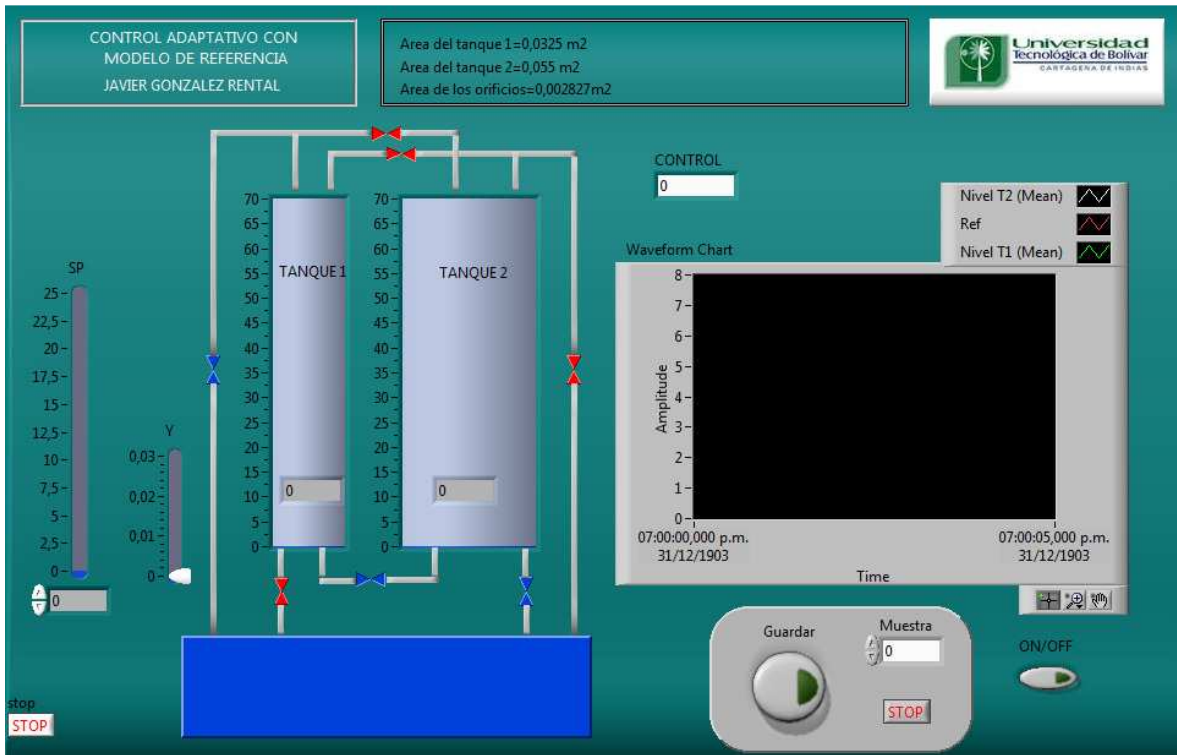 CONTROL ADAPTATIVO CON
MODELO DE REFERENCIA
JAVIER GONZALEZ RENTAL
Area del tanque 1=0,0325 m2
Area del tanque 2=0,055 m2
Area de los orificios=0,002827m2
Universidad
Tecnológica de Bolívar
CARTAGENA DE INDIAS
CONTROL
0
Nivel T2 (Mean)
Ref
Nivel T1 (Mean)
SP
25
22,5
20
17,5
15
12,5
10
7,5
5
2,5
0
0
Y
0,03
0,02
0,01
0
70
65
60
55
50
45
40
35
30
25
20
15
10
5
0
TANQUE 1
0
70
65
60
55
50
45
40
35
30
25
20
15
10
5
0
TANQUE 2
0
Waveform Chart
Amplitude
8
7
6
5
4
3
2
1
0
07:00:00,000 p.m.
31/12/1903
07:00:05,000 p.m.
31/12/1903
Time
Guardar
Muestra
0
STOP
ON/OFF
stop
STOP